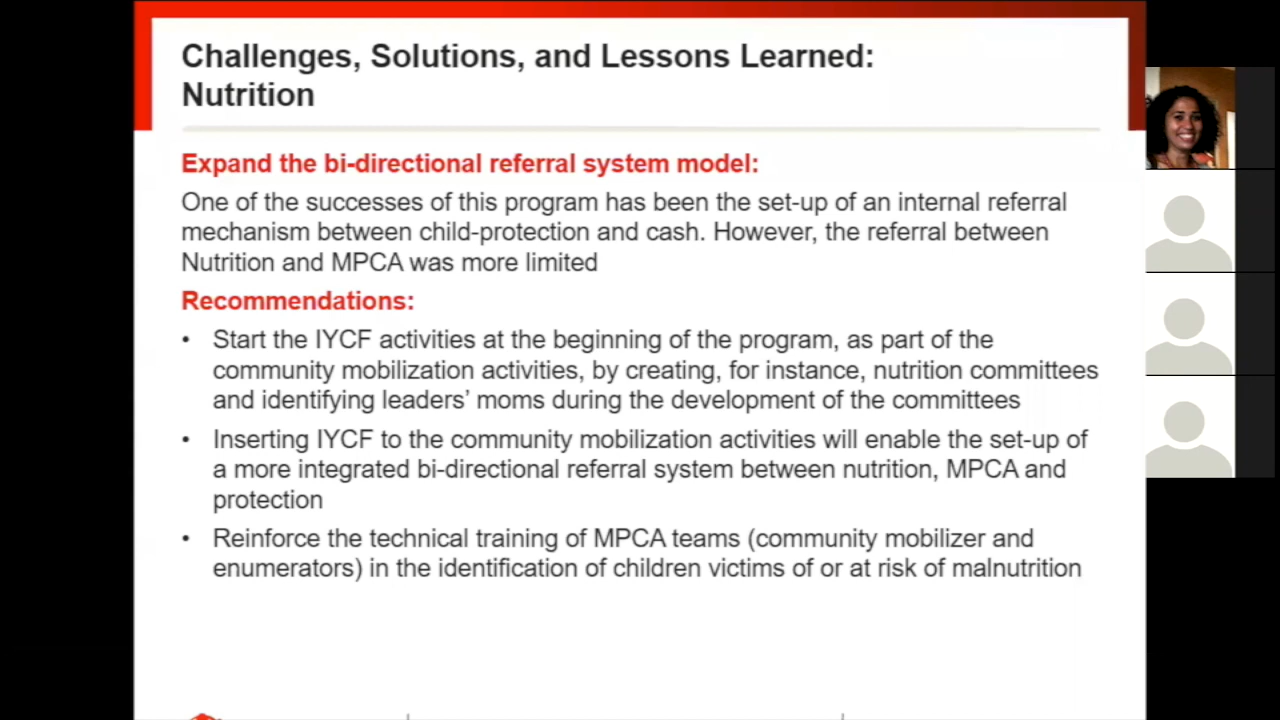 Challenges, Solutions, and Lessons Learned:
Nutrition
Expand the bi-directional referral system model:
One of the successes of this program has been the set-up of an internal referral
mechanism between child-protection and cash. However, the referral between
Nutrition and MPCA was more limited
Recommendations:
• Start the IYCF activities at the beginning of the program, as part of the
community mobilization activities, by creating, for instance, nutrition committees
and identifying leaders’ moms during the development of the committees
• Inserting IYCF to the community mobilization activities will enable the set-up of
a more integrated bi-directional referral system between nutrition, MPCA and
protection
• Reinforce the technical training of MPCA teams (community mobilizer and
enumerators) in the identification of children victims of or at risk of malnutrition